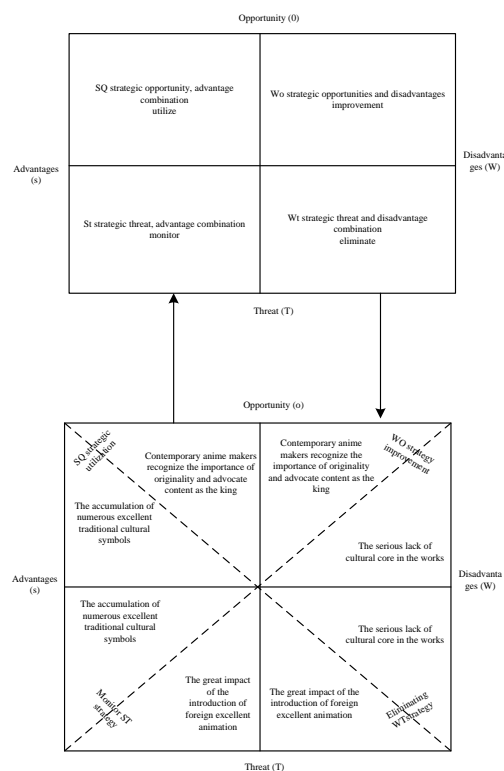 Opportunity (0)
SQ strategic opportunity, advantage
combination
utilize
Wo strategic opportunities and disadvantages
improvement
Advantages
(s)
Disadvanta
ges (W)
St strategic threat, advantage combination
monitor
Wt strategic threat and disadvantage
combination
eliminate
Threat (T)
Opportunity (o)
SQ strategic
utilization
Contemporary anime makers
recognize the importance of
originality and advocate
content as the king
Contemporary anime makers
recognize the importance of
originality and advocate
content as the king
WO strategy
improvement
The accumulation of
numerous excellent
traditional cultural
symbols
The serious lack of
cultural core in the works
Advantages
(s)
Disadvanta
ges (W)
The accumulation of
numerous excellent
traditional cultural
symbols
The serious lack of
cultural core in the works
Monitor ST
strategy
The great impact
of the
introduction of
foreign excellent
animation
The great impact of the
introduction of foreign
excellent animation
Eliminating
WTstrategy
Threat (T)